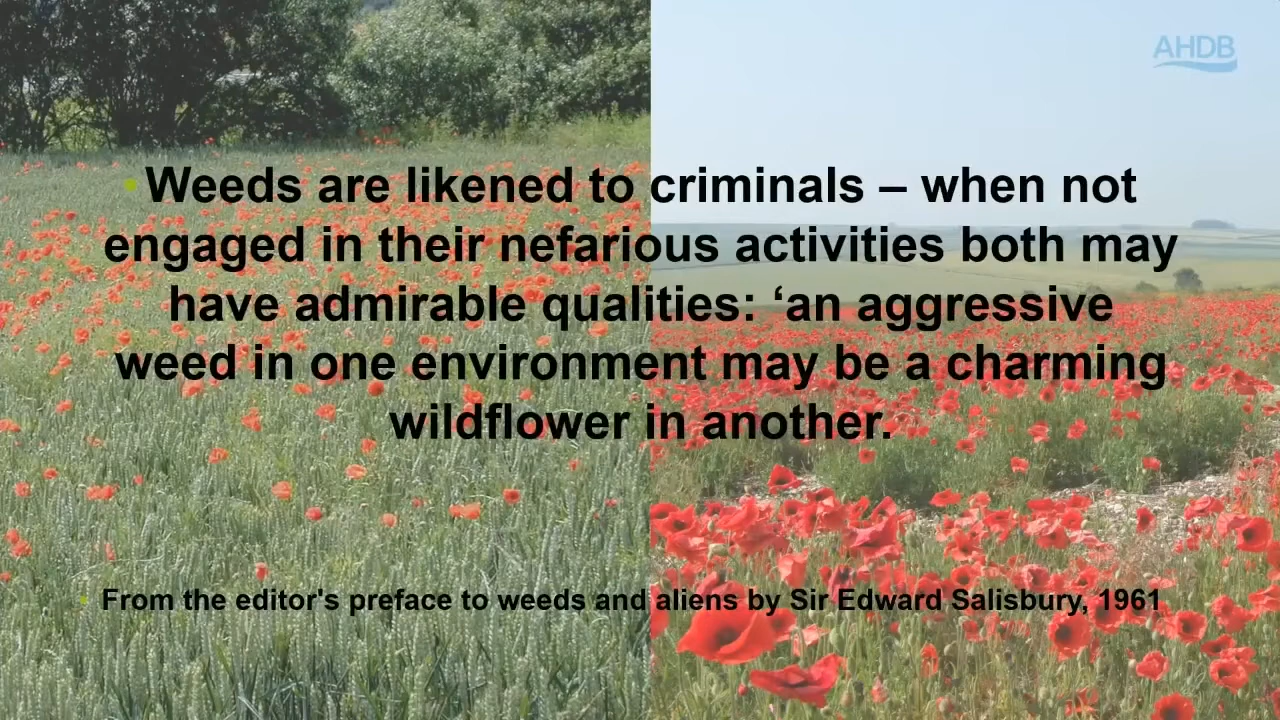 AHDB
• Weeds are likened to criminals – when not
engaged in their nefarious activities both may
have admirable qualities: ‘an aggressive
weed in one environment may be a charming
wildflower in another.
• From the editor's preface to weeds and aliens by Sir Edward Salisbury, 1961